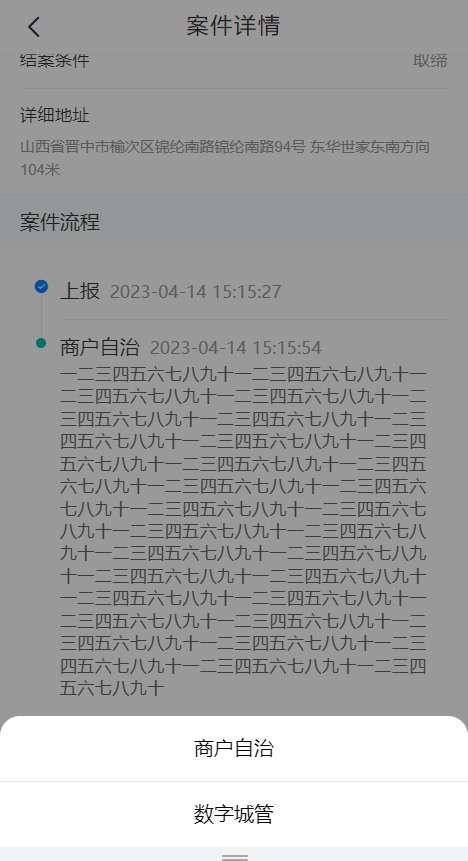 案件详情
结案条件 取缔
详细地址
山西省晋中市榆次区锦纶南路锦纶南路94号 东华世家东南方向
104米
案件流程
上报 2023-04-14 15:15:27
商户自治 2023-04-14 15:15:54
一二三四五六七八九十一二三四五六七八九十一
二三四五六七八九十一二三四五六七八九十一二
三四五六七八九十一二三四五六七八九十一二三
四五六七八九十一二三四五六七八九十一二三四
五六七八九十一二三四五六七八九十一二三四五
六七八九十一二三四五六七八九十一二三四五六
七八九十一二三四五六七八九十一二三四五六七
八九十一二三四五六七八九十一二三四五六七八
九十一二三四五六七八九十一二三四五六七八九
十一二三四五六七八九十一二三四五六七八九十
一二三四五六七八九十一二三四五六七八九十一
二三四五六七八九十一二三四五六七八九十一二
三四五六七八九十一二三四五六七八九十一二三
四五六七八九十一二三四五六七八九十一二三四
五六七八九十
商户自治
数字城管